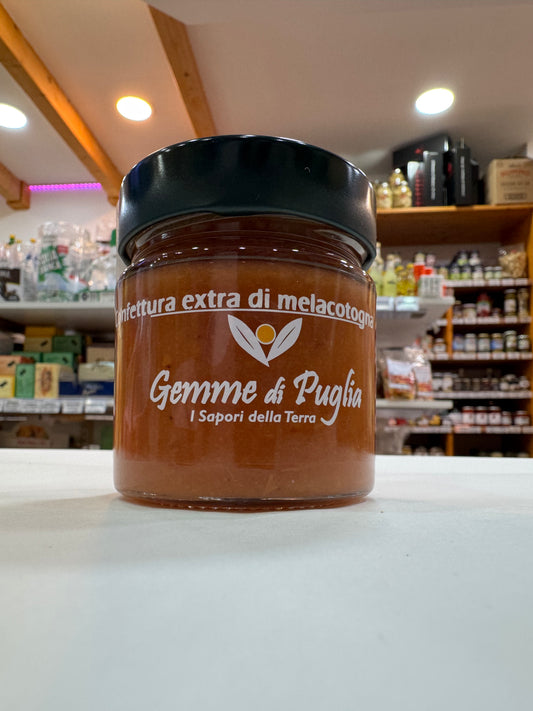 nfettura extra di melacotogna
Gemme di Puglia
I Sapori della Terra